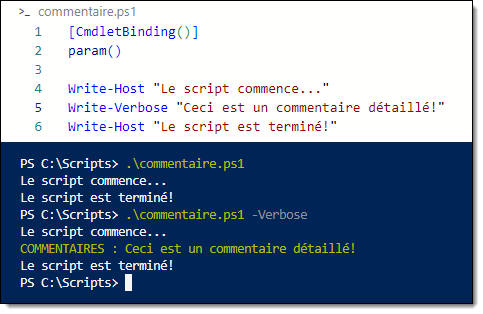 >_ commentaire.ps1
1 [CmdletBinding()]
2 param()
3
4 Write-Host "Le script commence..."
5 Write-Verbose "Ceci est un commentaire détaillé!"
6 Write-Host "Le script est terminé!"
PS C:\Scripts> .\commentaire.ps1
Le script commence...
Le script est terminé!
PS C:\Scripts> .\commentaire.ps1 -Verbose
Le script commence...
COMMENTAIRES : Ceci est un commentaire détaillé!
Le script est terminé!
PS C:\Scripts>